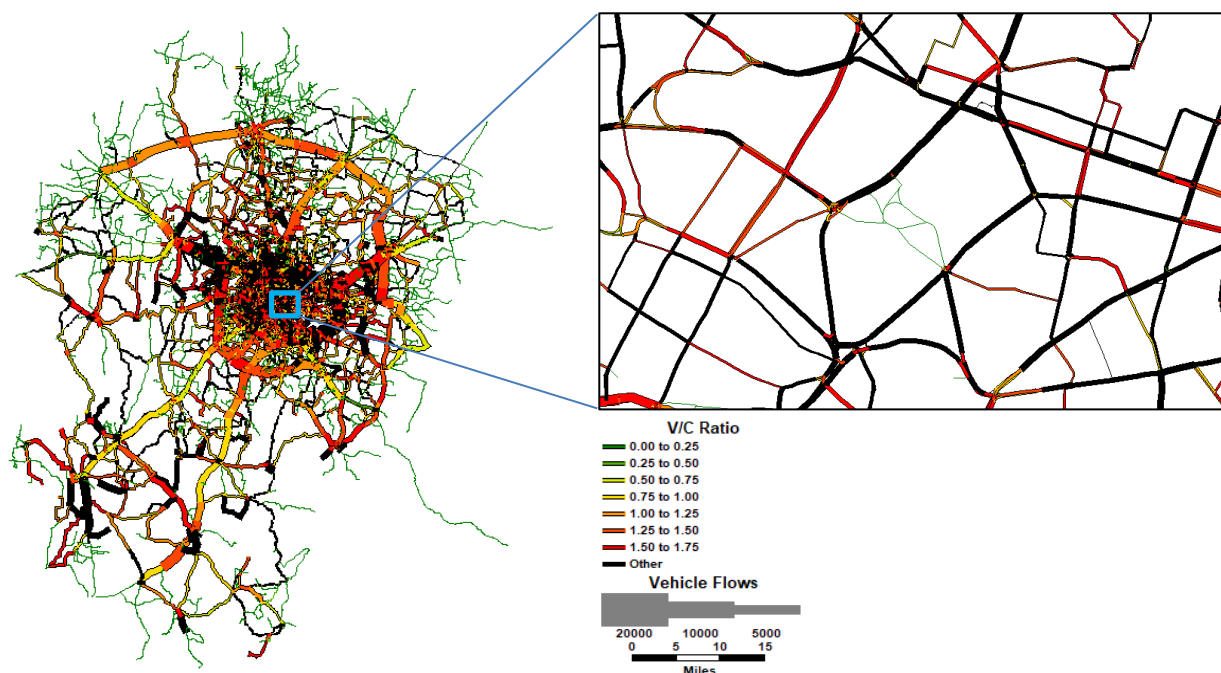 V/C Ratio
0.00 to 0.25
0.25 to 0.50
0.50 to 0.75
0.75 to 1.00
1.00 to 1.25
1.25 to 1.50
1.50 to 1.75
Other
Vehicle Flows
20000 10000 5000
0 5 10 15
Miles